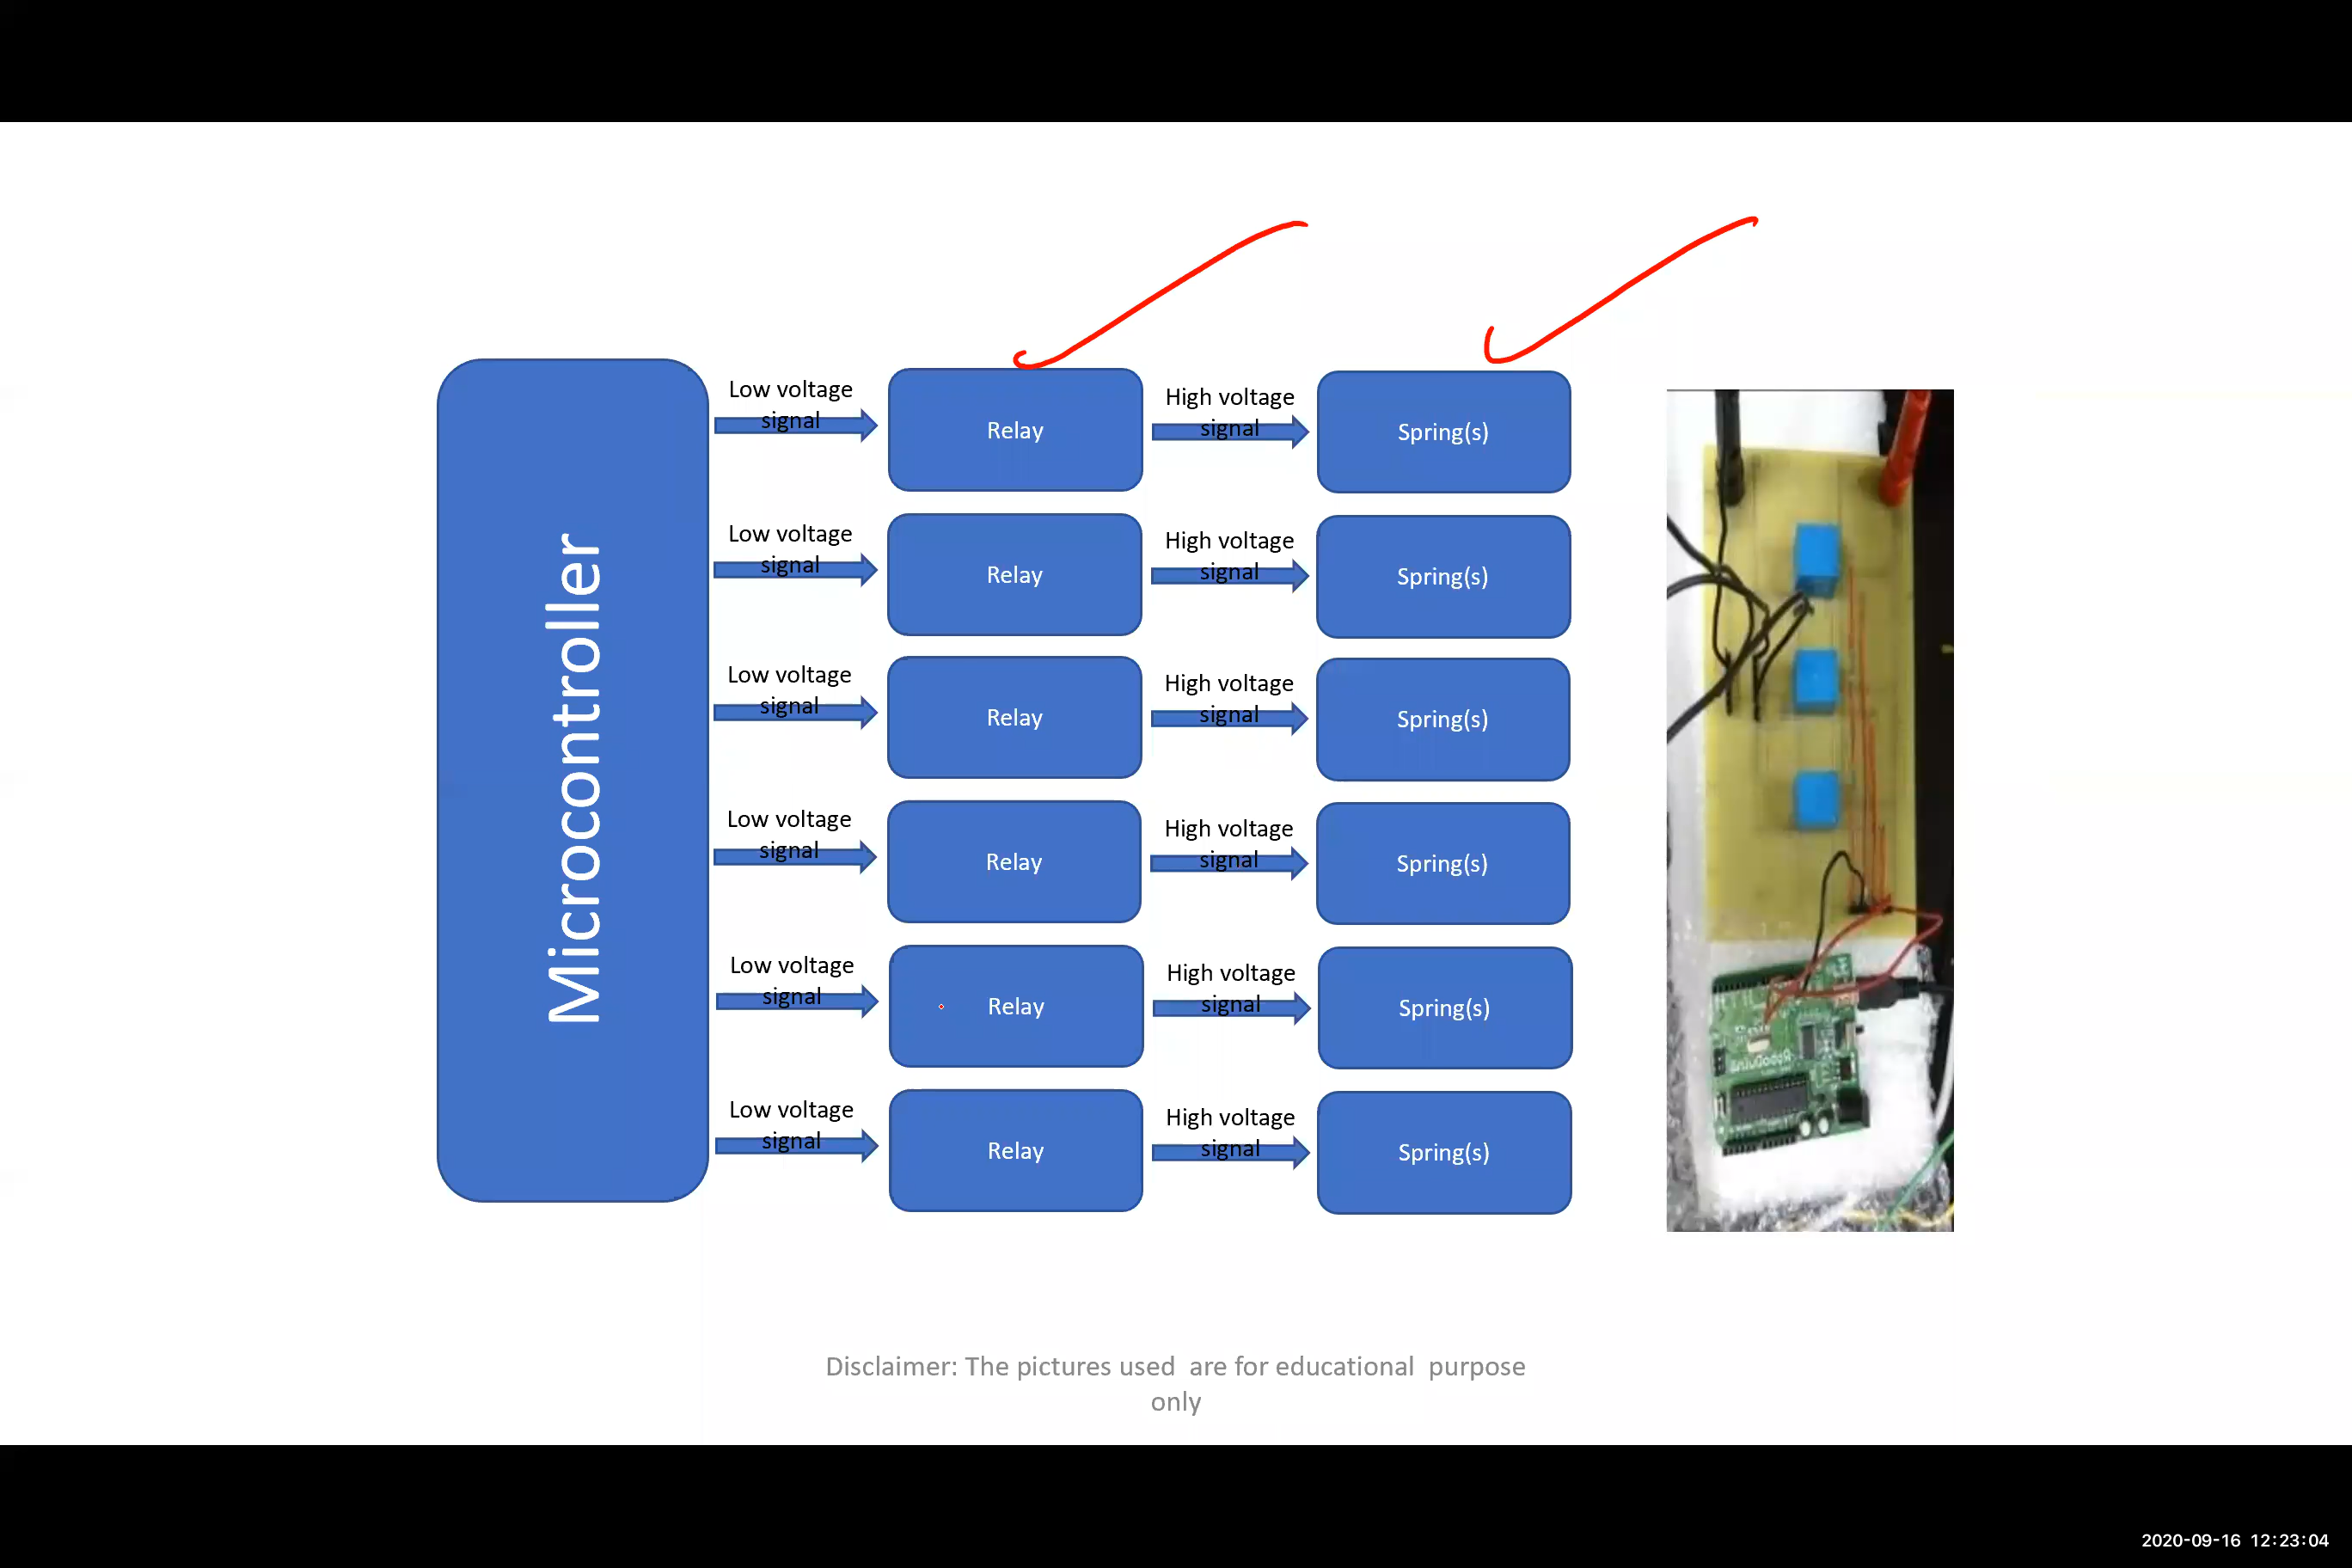 Low voltage
signal
Relay
High voltage
signal
Spring(s)
Low voltage
signal
Relay
High voltage
signal
Spring(s)
Low voltage
signal
Relay
High voltage
signal
Spring(s)
Microcontroller
Low voltage
signal
Relay
High voltage
signal
Spring(s)
Low voltage
signal
Relay
High voltage
signal
Spring(s)
Low voltage
signal
Relay
High voltage
signal
Spring(s)
Disclaimer: The pictures used are for educational purpose
only
2020-09-16 12:23:04